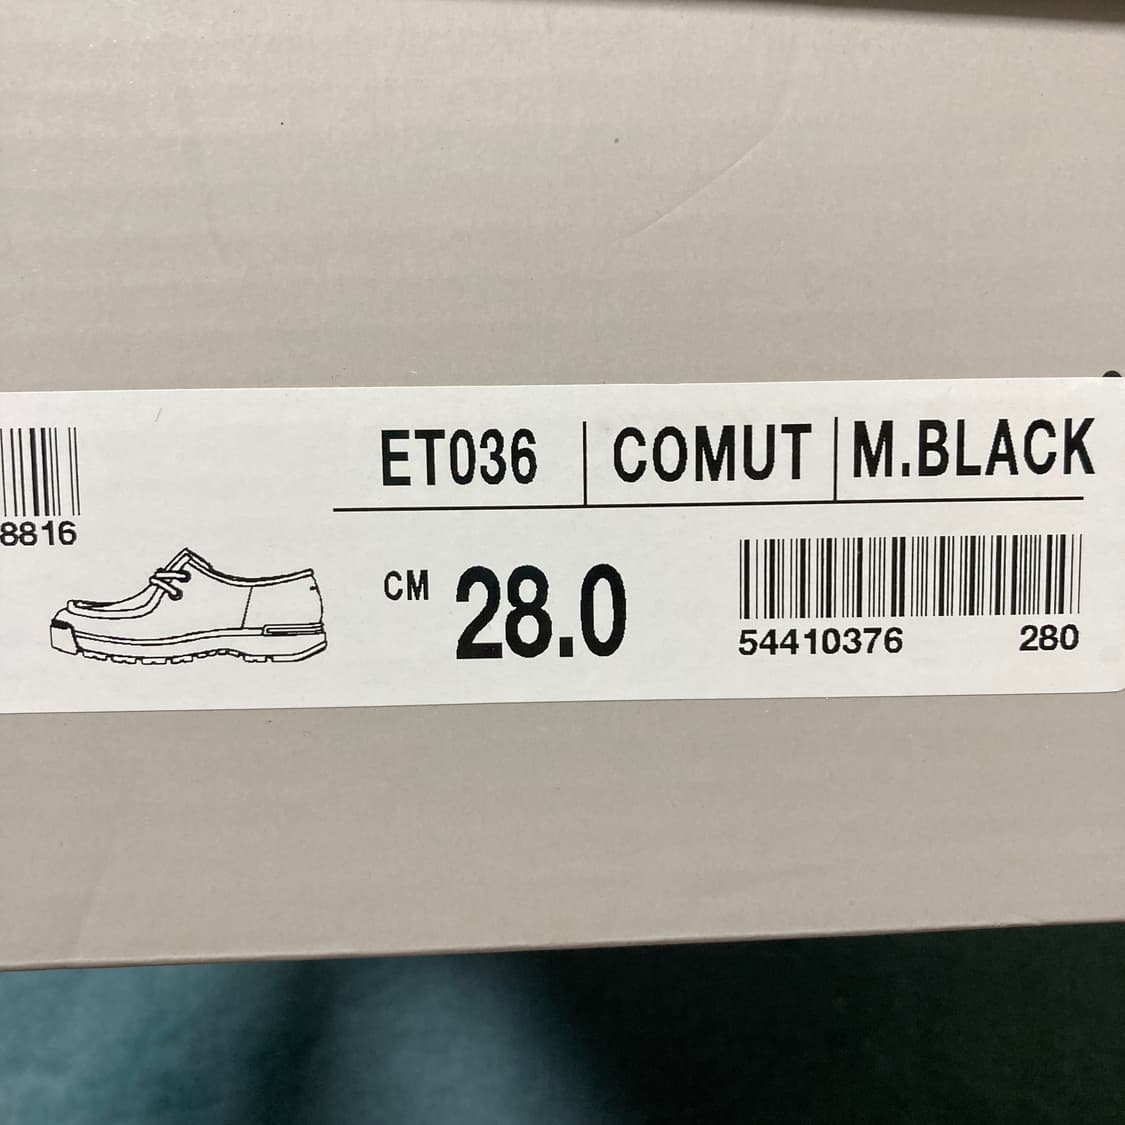 ET036 COMUT M.BLACK
8816
CM 28.0
54410376 280